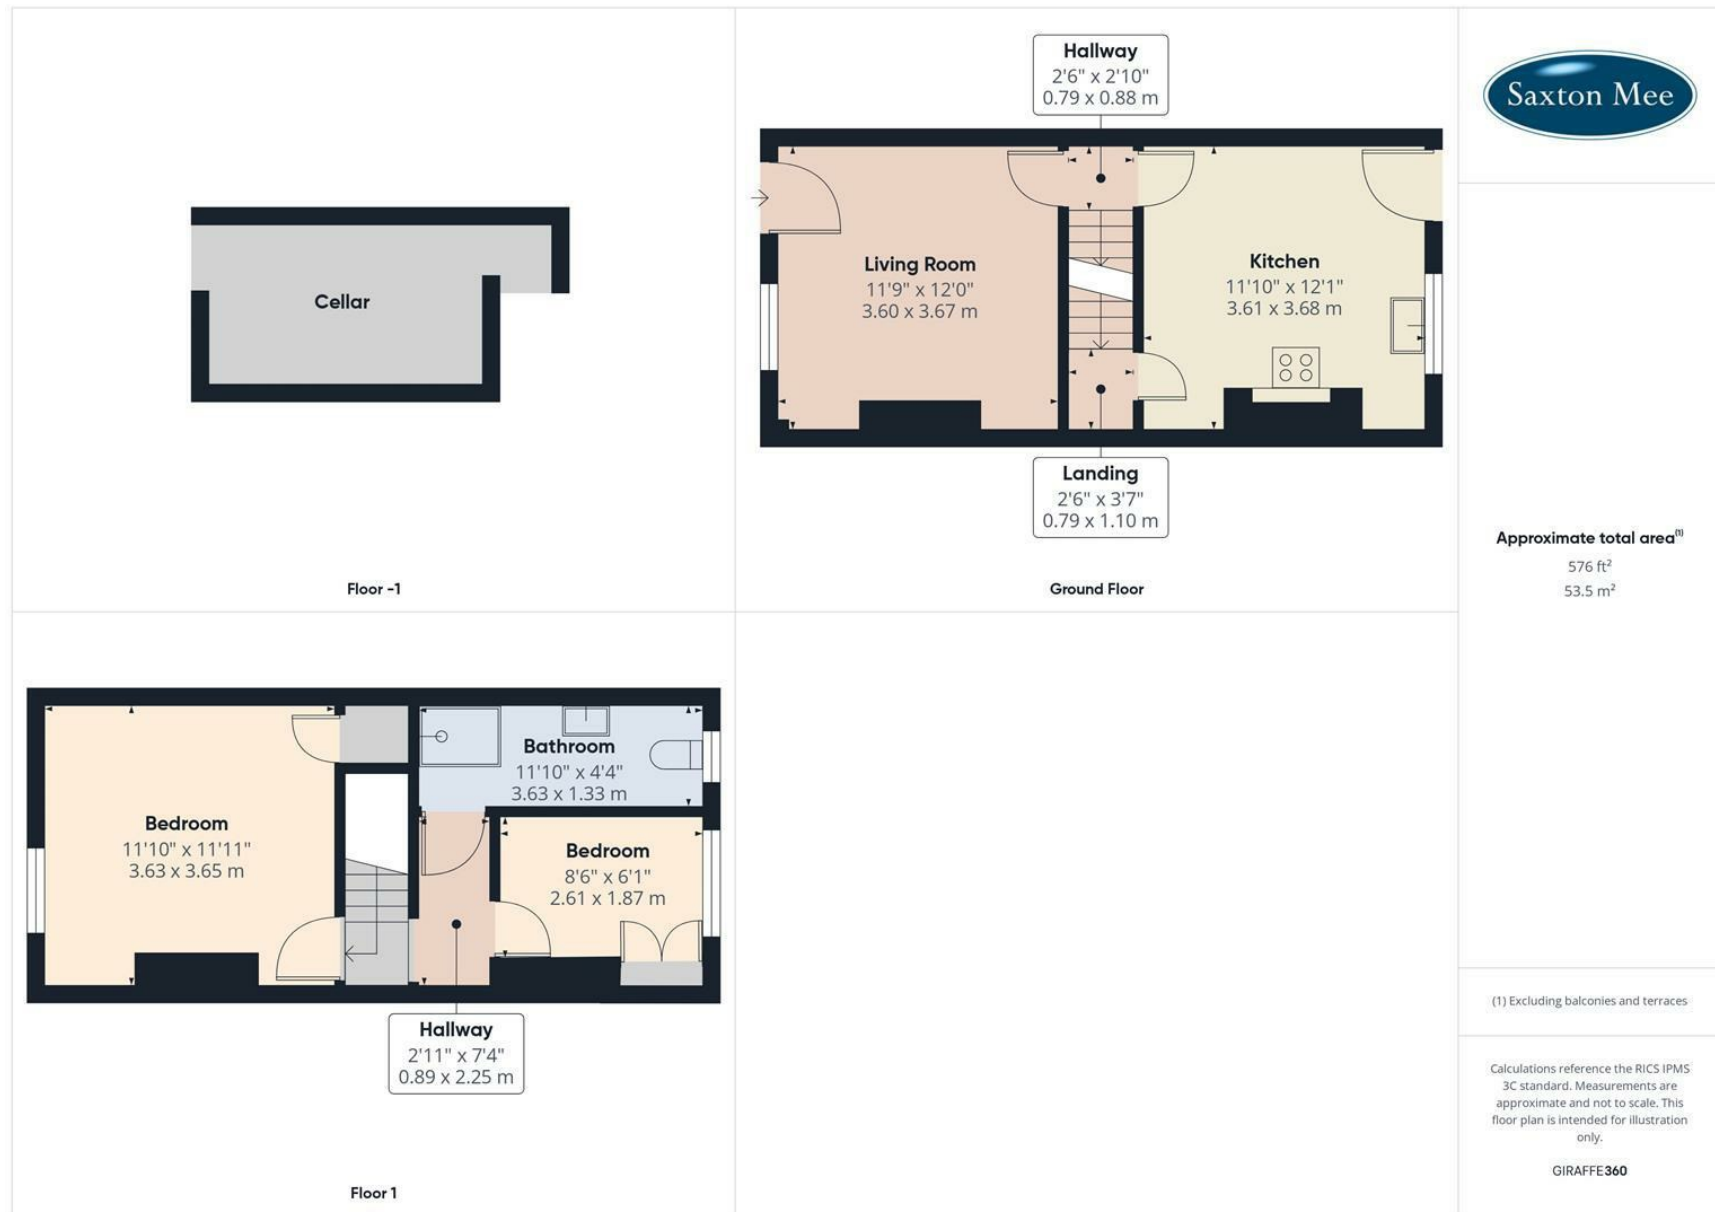 Cellar
Floor -1
Hallway
2'6" x 2'10"
0.79 x 0.88 m
Living Room
11'9" x 12'0"
3.60 x 3.67 m
Kitchen
11'10" x 12'1"
3.61 x 3.68 m
Landing
2'6" x 3'7"
0.79 x 1.10 m
Ground Floor
Bedroom
11'10" x 11'11"
3.63 x 3.65 m
Bathroom
11'10" x 4'4"
3.63 x 1.33 m
Bedroom
8'6" x 6'1"
2.61 x 1.87 m
Hallway
2'11" x 7'4"
0.89 x 2.25 m
Floor 1
Saxton Mee
Approximate total area⁽¹⁾
576 ft²
53.5 m²
(1) Excluding balconies and terraces
Calculations reference the RICS IPMS
3C standard. Measurements are
approximate and not to scale. This
floor plan is intended for illustration
only.
GIRAFFE360